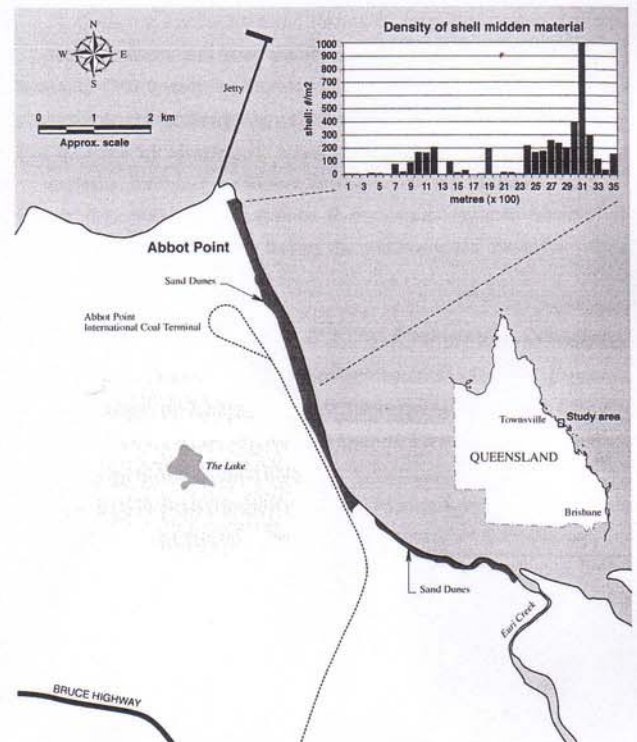 N
W
E
S
0 1 2 km
Approx. scale
Jetty
Density of shell midden material
shell: #/m2
1000
900
800
700
600
500
400
300
200
100
0
1 3 5 7 9 11 13 15 17 19 21 23 25 27 29 31 33 35
metres (x 100)
Abbot Point
Sand Dunes
Abbot Point
International Coal Terminal
The Lake
Townsville
Study area
QUEENSLAND
Brisbane
Sand Dunes
Euri Creek
BRUCE HIGHWAY